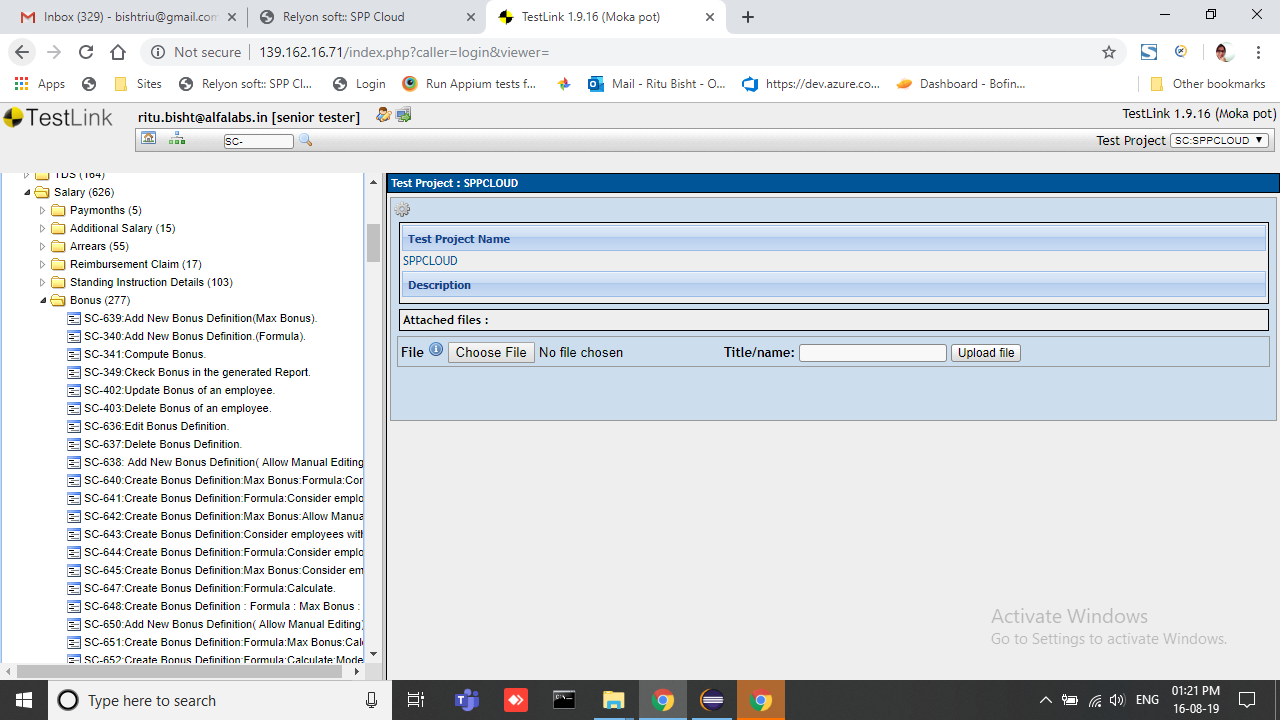 Inbox (329) - bishtriu@gmail.com
Relyon soft:: SPP Cloud
TestLink 1.9.16 (Moka pot)
Not secure
139.162.16.71/index.php?caller=login&viewer=
Apps
Sites
Relyon soft:: SPP Cl...
Login
Run Appium tests f...
Mail - Ritu Bisht - O...
https://dev.azure.co...
Dashboard - Bofin...
Other bookmarks
TestLink
ritu.bisht@alfalabs.in [senior tester]
TestLink 1.9.16 (Moka pot)
SC-
Test Project
SC:SPPCLOUD
TDS (164)
Salary (626)
Paymonths (5)
Additional Salary (15)
Arrears (55)
Reimbursement Claim (17)
Standing Instruction Details (103)
Bonus (277)
SC-639:Add New Bonus Definition(Max Bonus).
SC-340:Add New Bonus Definition.(Formula).
SC-341:Compute Bonus.
SC-349:Ckeck Bonus in the generated Report.
SC-402:Update Bonus of an employee.
SC-403:Delete Bonus of an employee.
SC-636:Edit Bonus Definition.
SC-637:Delete Bonus Definition.
SC-638: Add New Bonus Definition( Allow Manual Editing
SC-640:Create Bonus Definition:Max Bonus:Formula:Con
SC-641:Create Bonus Definition:Formula:Consider emplo
SC-642:Create Bonus Definition:Max Bonus:Allow Manua
SC-643:Create Bonus Definition:Consider employees with
SC-644:Create Bonus Definition:Formula:Consider emplo
SC-645:Create Bonus Definition:Max Bonus:Consider em
SC-647:Create Bonus Definition:Formula:Calculate.
SC-648:Create Bonus Definition : Formula : Max Bonus :
SC-650:Add New Bonus Definition( Allow Manual Editing)
SC-651:Create Bonus Definition:Formula:Max Bonus:Cal
SC-652:Create Bonus Definition:Formula:Calculate:Mode
Test Project : SPPCLOUD
Test Project Name
SPPCLOUD
Description
Attached files :
File
Choose File
No file chosen
Title/name:
Upload file
Activate Windows
Go to Settings to activate Windows.
Type here to search
ENG
01:21 PM
16-08-19